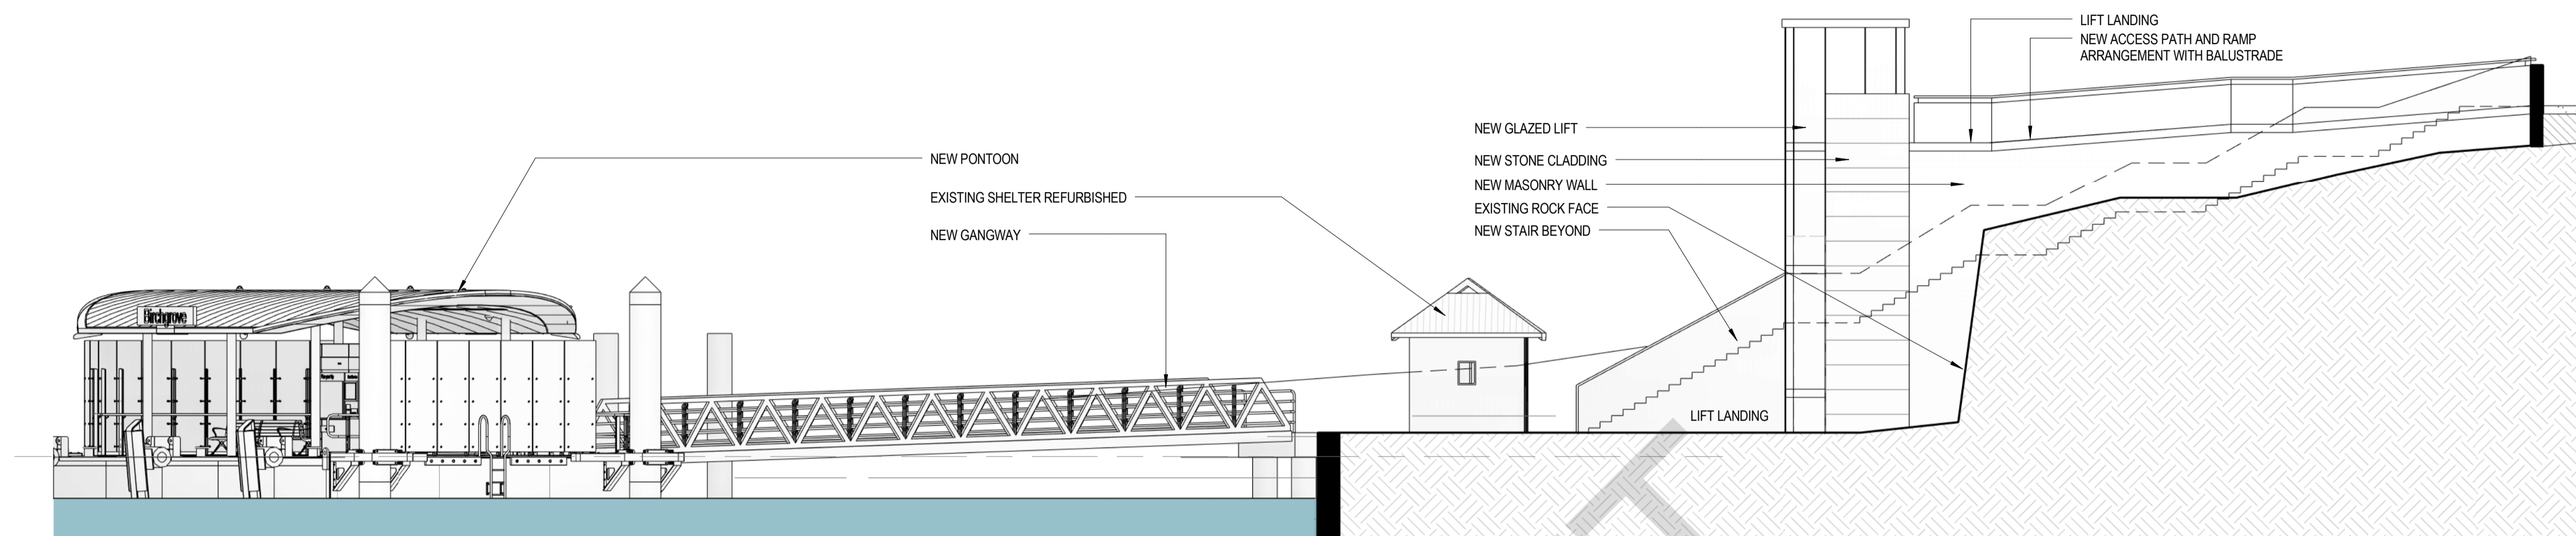 LIFT LANDING
NEW ACCESS PATH AND RAMP
ARRANGEMENT WITH BALUSTRADE
NEW GLAZED LIFT
NEW STONE CLADDING
NEW MASONRY WALL
EXISTING ROCK FACE
NEW STAIR BEYOND
NEW PONTOON
EXISTING SHELTER REFURBISHED
NEW GANGWAY
Birchgrove
LIFT LANDING